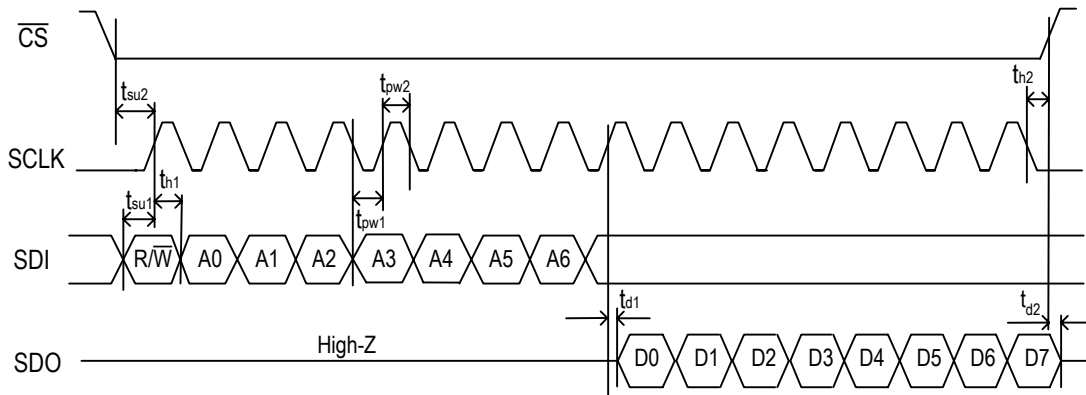 CS
tsu2
tpw2
th2
SCLK
tsu1
th1
tpw1
SDI
R/W A0 A1 A2 A3 A4 A5 A6
td1
td2
High-Z
SDO
D0 D1 D2 D3 D4 D5 D6 D7